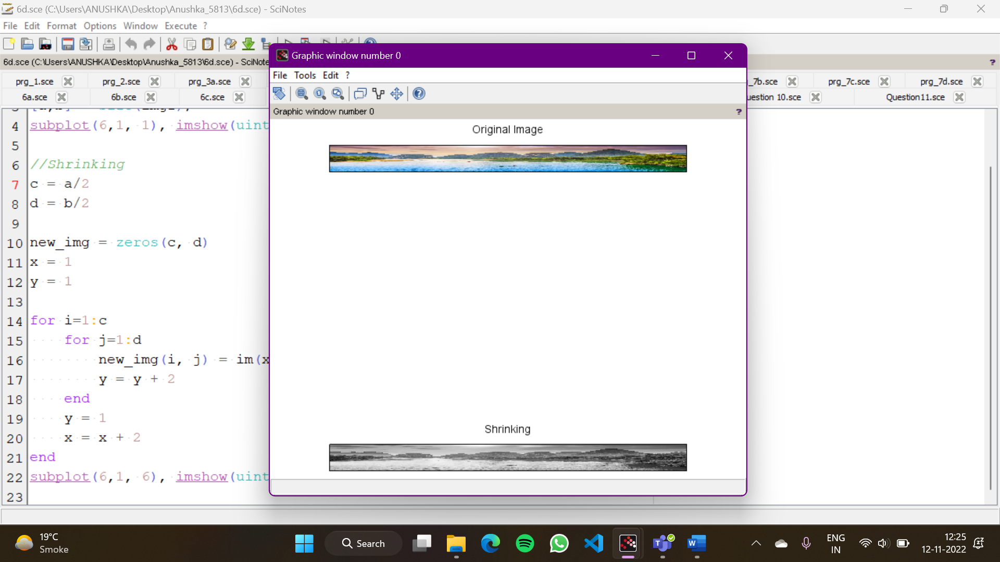 6d.sce (C:\Users\ANUSHKA\Desktop\Anushka_5813\6d.sce) - SciNotes
File Edit Format Options Window Execute ?
6d.sce (C:\Users\ANUSHKA\Desktop\Anushka_5813\6d.sce) - SciNote
?
prg_1.sce prg_2.sce prg_3a.sce _7b.sce prg_7c.sce prg_7d.sce
6a.sce 6b.sce 6c.sce uestion 10.sce Question11.sce
4 subplot(6,1, 1), imshow(uint
5
6 //Shrinking
7 c = a/2
8 d = b/2
9
10 new_img = zeros(c, d)
11 x = 1
12 y = 1
13
14 for i=1:c
15 for j=1:d
16 new_img(i, j) = im(x
17 y = y + 2
18 end
19 y = 1
20 x = x + 2
21 end
22 subplot(6,1, 6), imshow(uint
23
Graphic window number 0
File Tools Edit ?
Graphic window number 0
?
Original Image
Shrinking
19°C
Smoke
Search
ENG
IN
12:25
12-11-2022